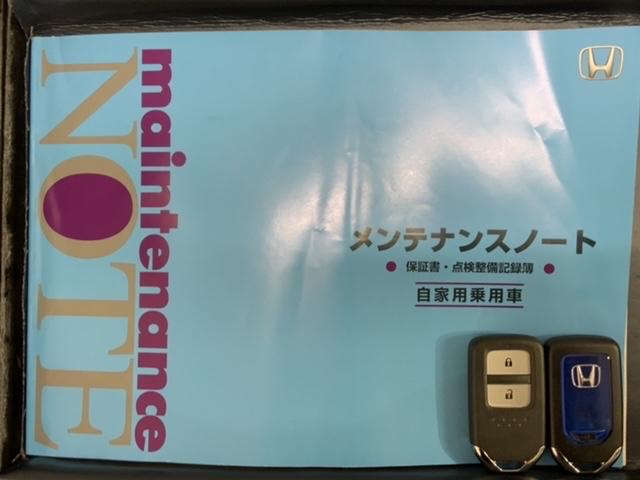 maintenance
NOTE
メンテナンスノート
● 保証書・点検整備記録簿 ●
自家用乗用車